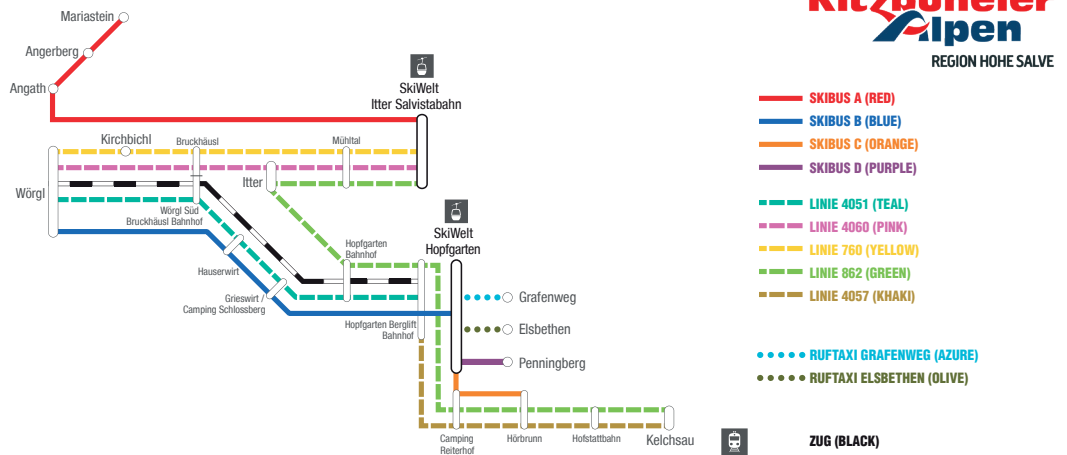 Kitzbüheler
Alpen
REGION HOHE SALVE
Mariastein
Angerberg
Angath
SkiWelt
Itter Salvistabahn
Kirchbichl
Bruckhäusl
Mühltal
Wörgl
Itter
Wörgl Süd
Bruckhäusl Bahnhof
SkiWelt
Hopfgarten
Hopfgarten
Bahnhof
Hauserwirt
Grieswirt /
Camping Schlossberg
Hopfgarten Berglift
Bahnhof
Grafenweg
Elsbethen
Penningberg
Camping
Reiterhof
Hörbrunn
Hofstattbahn
Kelchsau
SKIBUS A (RED)
SKIBUS B (BLUE)
SKIBUS C (ORANGE)
SKIBUS D (PURPLE)
LINIE 4051 (TEAL)
LINIE 4060 (PINK)
LINIE 760 (YELLOW)
LINIE 862 (GREEN)
LINIE 4057 (KHAKI)
RUFTAXI GRAFENWEG (AZURE)
RUFTAXI ELSBETHEN (OLIVE)
ZUG (BLACK)